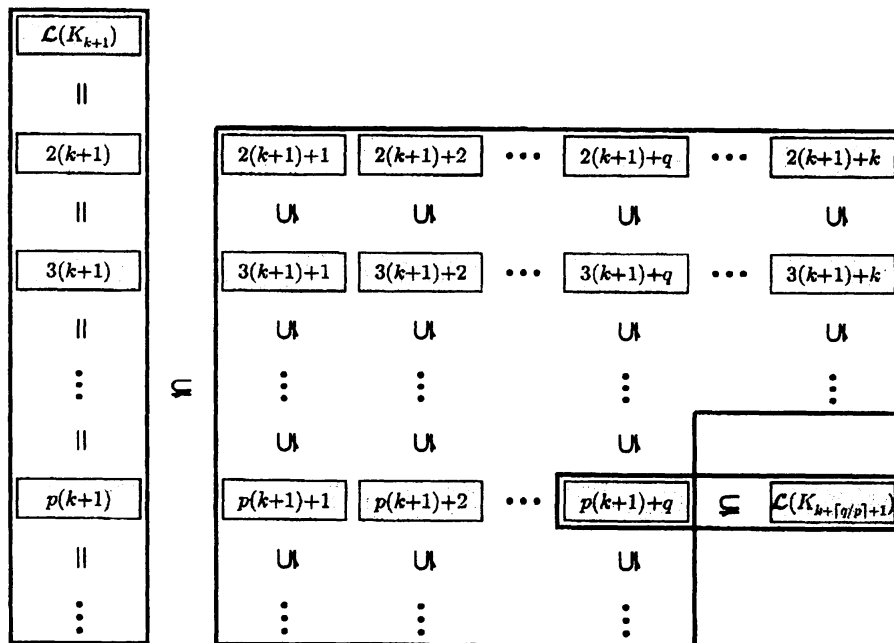 𝓛(K_{k+1})
||
2(k+1) 2(k+1)+1 2(k+1)+2 ••• 2(k+1)+q ••• 2(k+1)+k
|| ⊊ ⊊ ⊊ ⊊
3(k+1) 3(k+1)+1 3(k+1)+2 ••• 3(k+1)+q ••• 3(k+1)+k
|| ⊊ ⊊ ⊊ ⊊
⋮ ⊊ ⋮ ⋮ ⋮ ⋮
|| ⊊ ⊊ ⊊
p(k+1) p(k+1)+1 p(k+1)+2 ••• p(k+1)+q ⊊ 𝓛(K_{k+⌈q/p⌉+1})
|| ⊊ ⊊ ⊊
⋮ ⋮ ⋮ ⋮